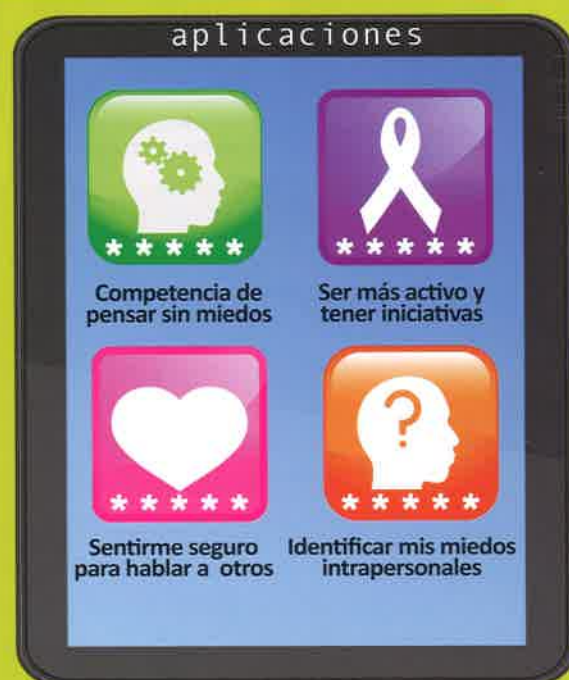 aplicaciones
* * * * *
* * * * *
Competencia de
pensar sin miedos
Ser más activo y
tener iniciativas
?
* * * * *
* * * * *
Sentirme seguro
para hablar a otros
Identificar mis miedos
intrapersonales